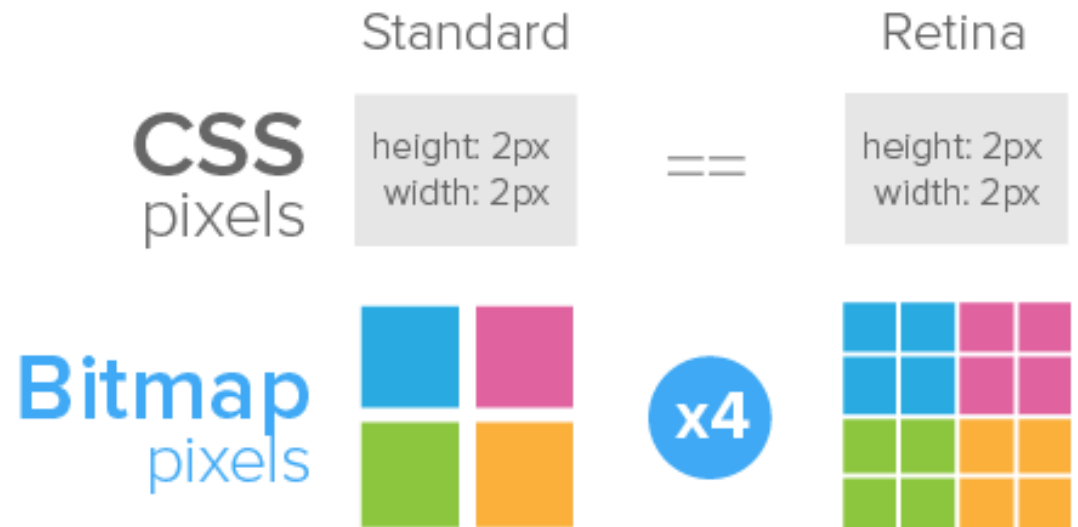 Standard
Retina
CSS
pixels
height: 2px
width: 2px
==
height: 2px
width: 2px
Bitmap
pixels
x4